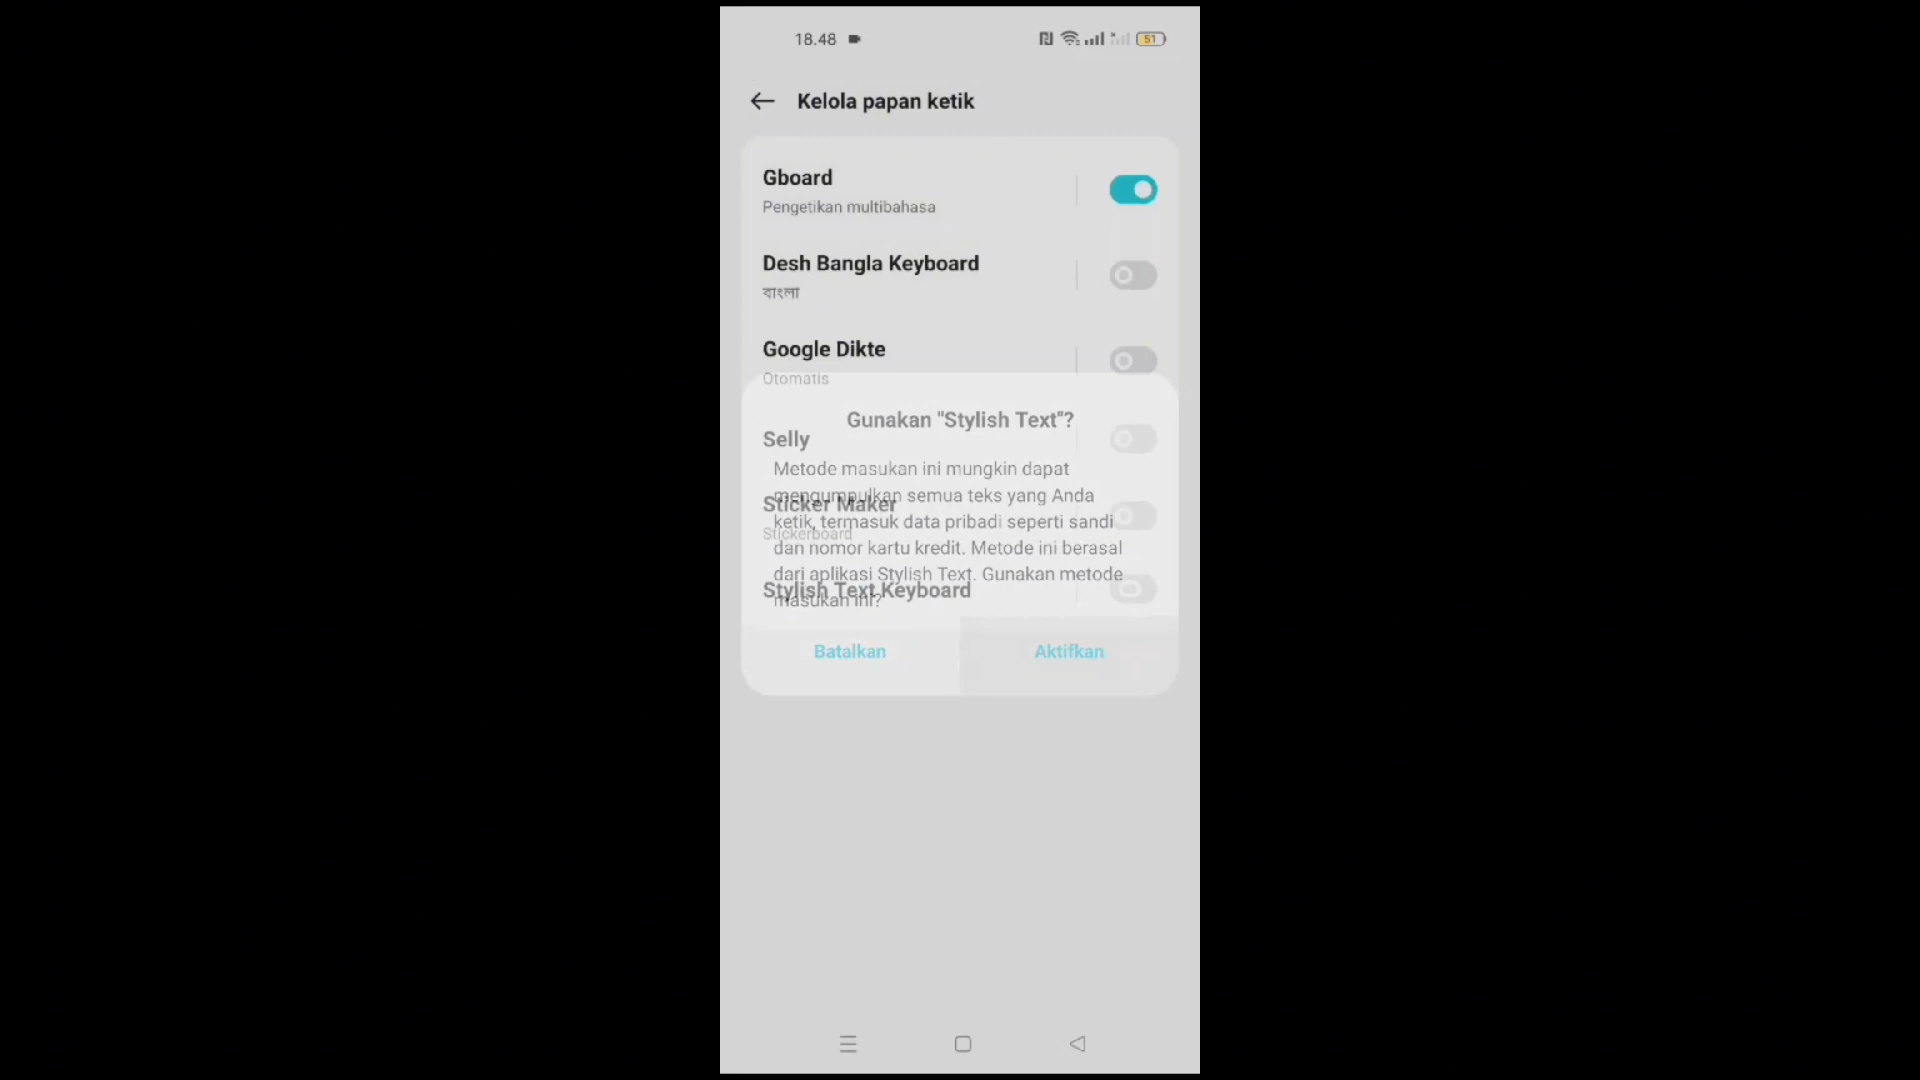 18.48
51
Kelola papan ketik
Gboard
Pengetikan multibahasa
Desh Bangla Keyboard
বাংলা
Google Dikte
Otomatis
Gunakan "Stylish Text"?
Selly
Metode masukan ini mungkin dapat
mengumpulkan semua teks yang Anda
Sticker Maker
ketik, termasuk data pribadi seperti sandi
Stickerboard
dan nomor kartu kredit. Metode ini berasal
dari aplikasi Stylish Text. Gunakan metode
Stylish Text Keyboard
masukan ini?
Batalkan
Aktifkan